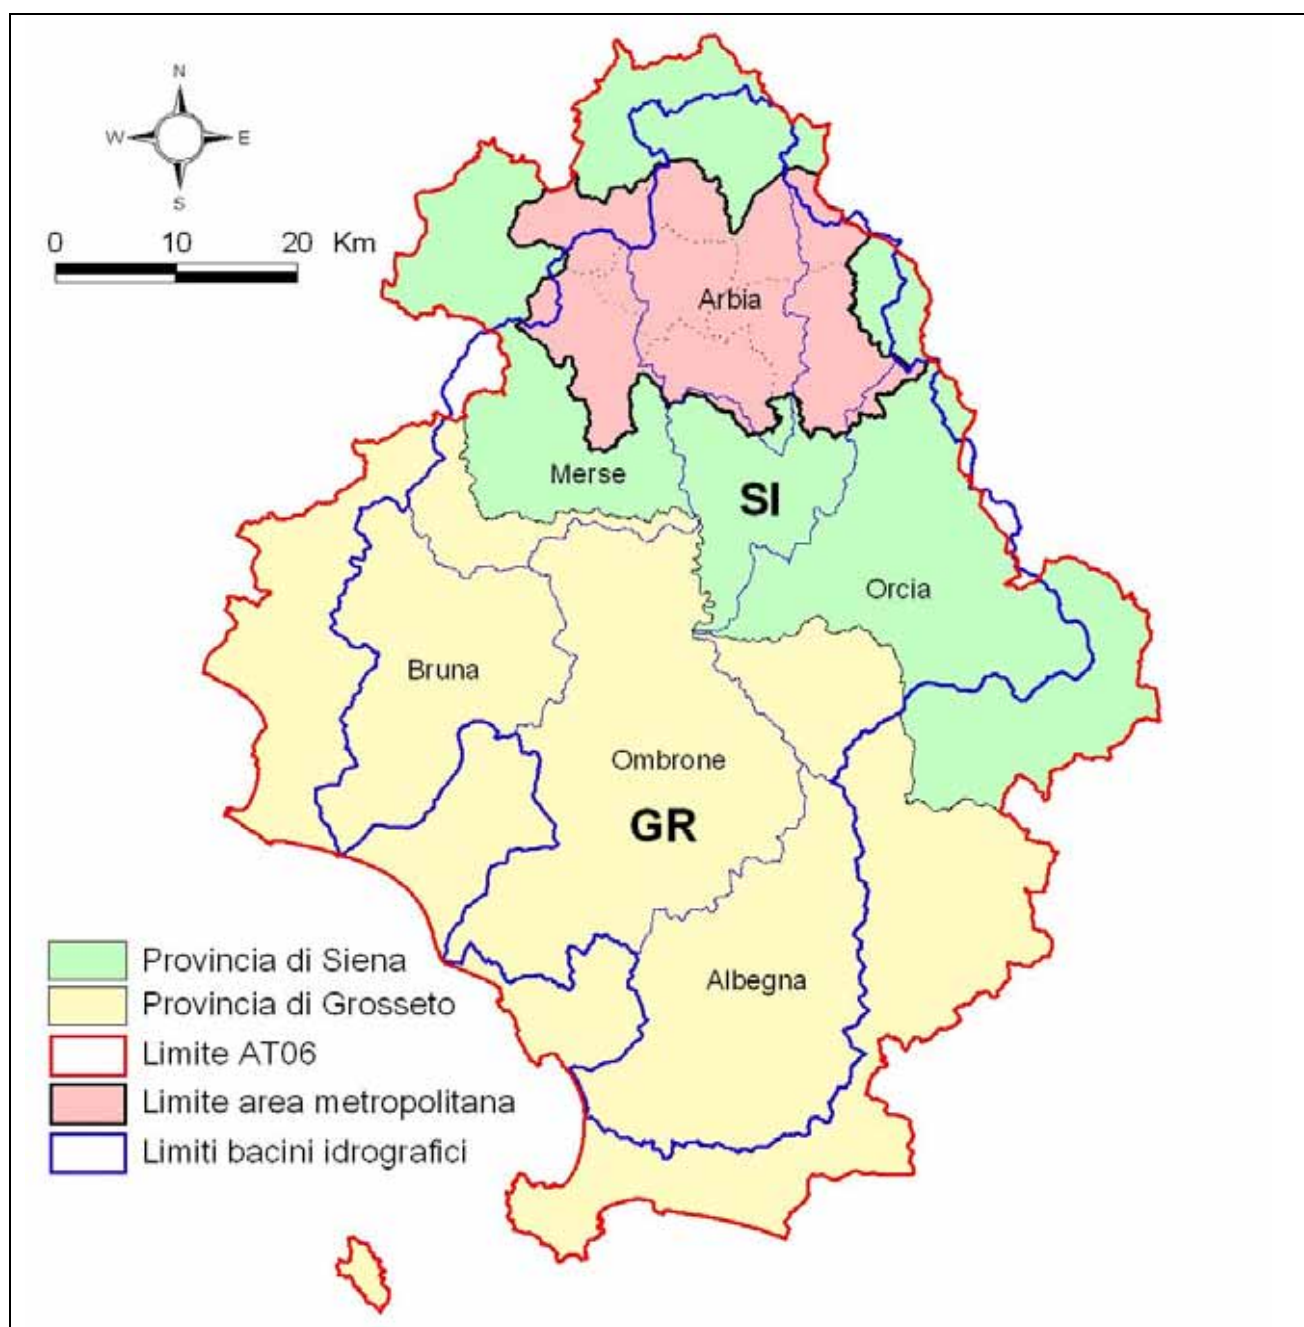 N
W E
S
0 10 20 Km
Arbia
Merse
SI
Orcia
Bruna
Ombrone
GR
Albegna
Provincia di Siena
Provincia di Grosseto
Limite AT06
Limite area metropolitana
Limiti bacini idrografici